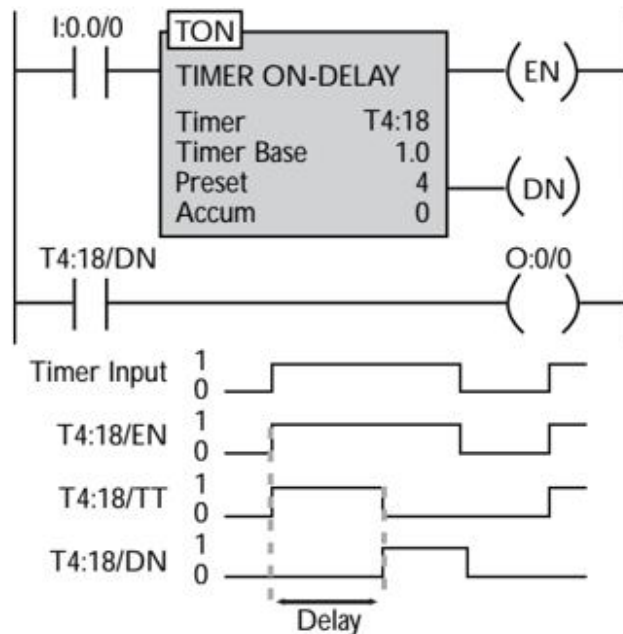 I:0.0/0
TON
TIMER ON-DELAY
EN
Timer T4:18
Timer Base 1.0
Preset 4
DN
Accum 0
T4:18/DN
O:0/0
Timer Input 1
0
T4:18/EN 1
0
T4:18/TT 1
0
T4:18/DN 1
0
Delay